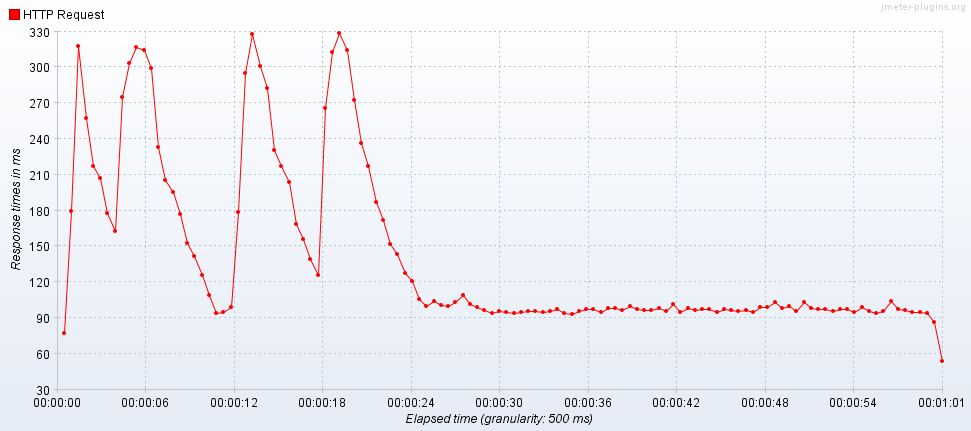 jmeter-plugins.org
HTTP Request
330
300
270
240
210
180
150
120
90
60
30
Response times in ms
00:00:00 00:00:06 00:00:12 00:00:18 00:00:24 00:00:30 00:00:36 00:00:42 00:00:48 00:00:54 00:01:01
Elapsed time (granularity: 500 ms)